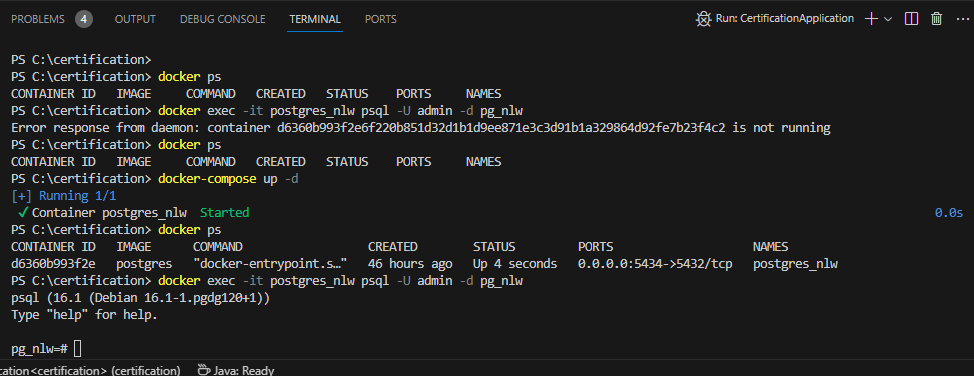 PROBLEMS 4 OUTPUT DEBUG CONSOLE TERMINAL PORTS Run: CertificationApplication
PS C:\certification>
PS C:\certification> docker ps
CONTAINER ID IMAGE COMMAND CREATED STATUS PORTS NAMES
PS C:\certification> docker exec -it postgres_nlw psql -U admin -d pg_nlw
Error response from daemon: container d6360b993f2e6f220b851d32d1b1d9ee871e3c3d91b1a329864d92fe7b23f4c2 is not running
PS C:\certification> docker ps
CONTAINER ID IMAGE COMMAND CREATED STATUS PORTS NAMES
PS C:\certification> docker-compose up -d
[+] Running 1/1
✓ Container postgres_nlw Started 0.0s
PS C:\certification> docker ps
CONTAINER ID IMAGE COMMAND CREATED STATUS PORTS NAMES
d6360b993f2e postgres "docker-entrypoint.s…" 46 hours ago Up 4 seconds 0.0.0.0:5434->5432/tcp postgres_nlw
PS C:\certification> docker exec -it postgres_nlw psql -U admin -d pg_nlw
psql (16.1 (Debian 16.1-1.pgdg120+1))
Type "help" for help.
pg_nlw=#
cation<certification> (certification) Java: Ready